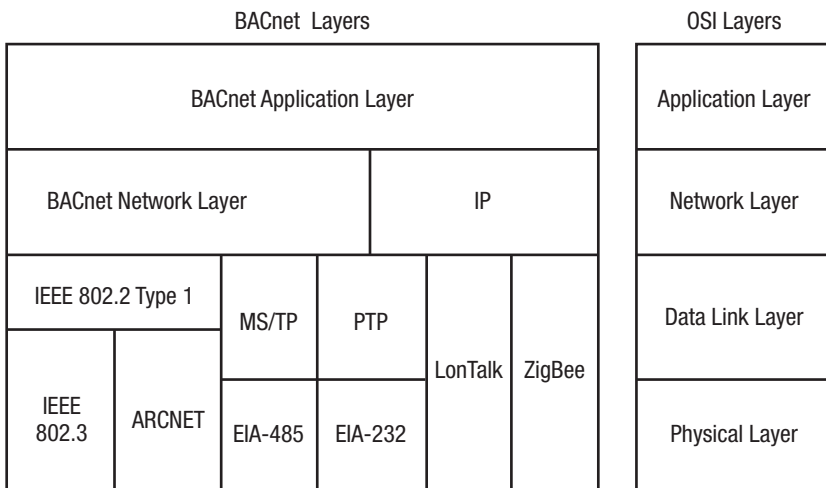 BACnet Layers
OSI Layers
BACnet Application Layer
Application Layer
BACnet Network Layer
IP
Network Layer
IEEE 802.2 Type 1
MS/TP
PTP
LonTalk
ZigBee
Data Link Layer
IEEE
802.3
ARCNET
EIA-485
EIA-232
Physical Layer